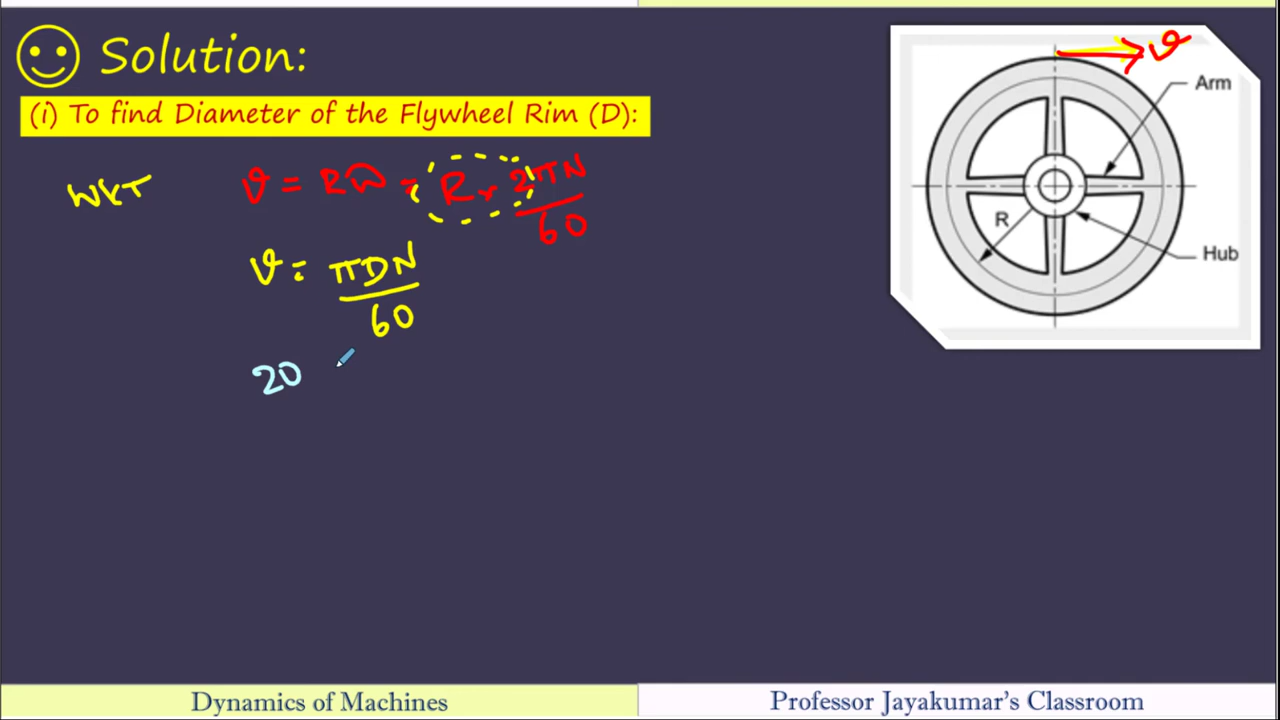 Solution:
(i) To find Diameter of the Flywheel Rim (D):
WKT v = Rω = R × 2πN / 60
v = πDN / 60
20
v
Arm
R
Hub
Dynamics of Machines
Professor Jayakumar's Classroom